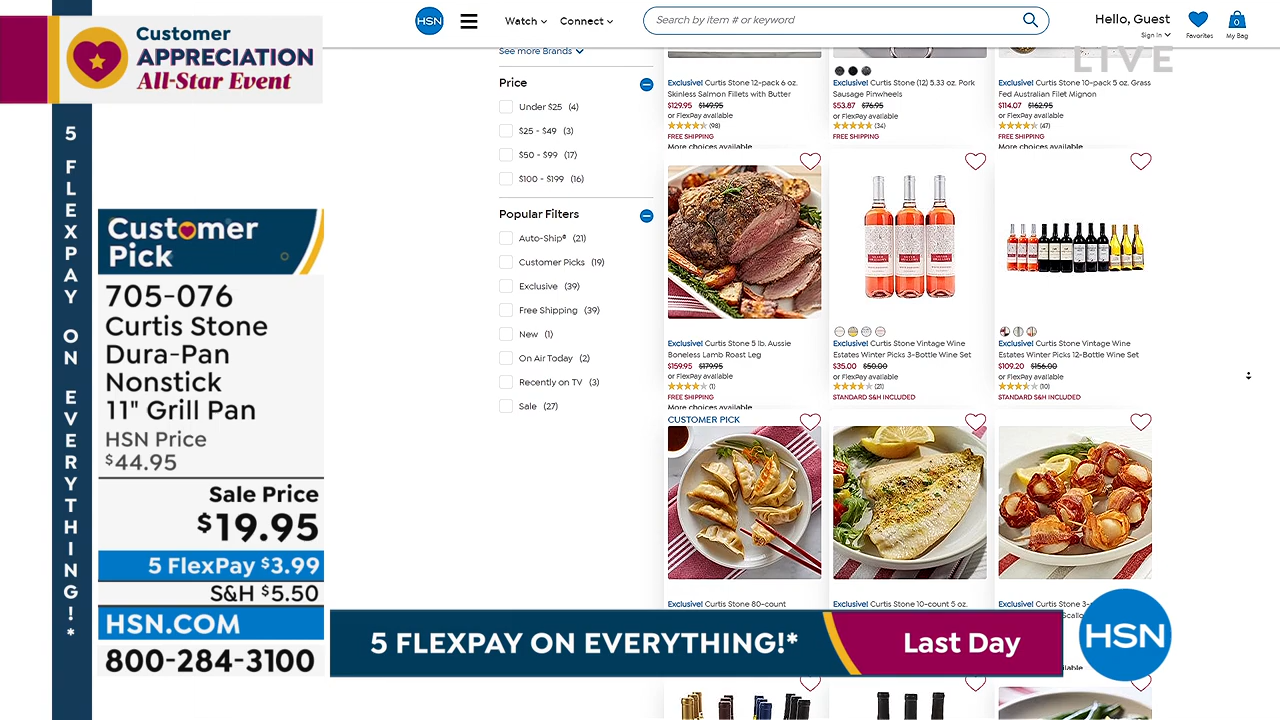 Customer
APPRECIATION
All-Star Event
5 FLEXPAY ON EVERYTHING!*
Customer
Pick
705-076
Curtis Stone
Dura-Pan
Nonstick
11" Grill Pan
HSN Price
$44.95
Sale Price
$19.95
5 FlexPay $3.99
S&H $5.50
HSN.COM
800-284-3100
HSN
Watch
Connect
Search by item # or keyword
Hello, Guest
Sign In
Favorites
0
My Bag
LIVE
See more Brands
Price
Under $25 (4)
$25 - $49 (3)
$50 - $99 (17)
$100 - $199 (16)
Popular Filters
Auto-Ship® (21)
Customer Picks (19)
Exclusive (39)
Free Shipping (39)
New (1)
On Air Today (2)
Recently on TV (3)
Sale (27)
Exclusive! Curtis Stone 12-pack 6 oz.
Skinless Salmon Fillets with Butter
$129.95 $149.95
or FlexPay available
(98)
FREE SHIPPING
More choices available
Exclusive! Curtis Stone (12) 5.33 oz. Pork
Sausage Pinwheels
$53.87 $76.95
or FlexPay available
(34)
FREE SHIPPING
Exclusive! Curtis Stone 10-pack 5 oz. Grass
Fed Australian Filet Mignon
$114.07 $162.95
or FlexPay available
(47)
FREE SHIPPING
More choices available
Exclusive! Curtis Stone 5 lb. Aussie
Boneless Lamb Roast Leg
$159.95 $179.95
or FlexPay available
(1)
FREE SHIPPING
More choices available
Exclusive! Curtis Stone Vintage Wine
Estates Winter Picks 3-Bottle Wine Set
$35.00 $50.00
or FlexPay available
(21)
STANDARD S&H INCLUDED
Exclusive! Curtis Stone Vintage Wine
Estates Winter Picks 12-Bottle Wine Set
$109.20 $156.00
or FlexPay available
(10)
STANDARD S&H INCLUDED
CUSTOMER PICK
Exclusive! Curtis Stone 80-count
Exclusive! Curtis Stone 10-count 5 oz.
Exclusive! Curtis Stone 3-
5 FLEXPAY ON EVERYTHING!*
Last Day
HSN